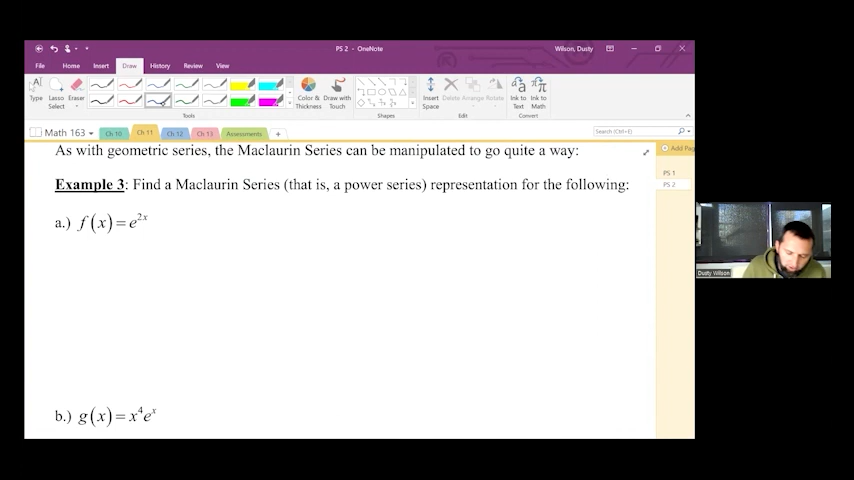 PS 2 - OneNote
Wilson, Dusty
File Home Insert Draw History Review View
Type Lasso Select Eraser
Color & Thickness Draw with Touch
Insert Space Delete Arrange Rotate
Ink to Text Ink to Math
Tools Shapes Edit Convert
Math 163 Ch 10 Ch 11 Ch 12 Ch 13 Assessments +
Search (Ctrl+E)
Add Pag
PS 1
PS 2
As with geometric series, the Maclaurin Series can be manipulated to go quite a way:
Example 3: Find a Maclaurin Series (that is, a power series) representation for the following:
a.) f(x) = e^{2x}
b.) g(x) = x^4 e^x
Dusty Wilson